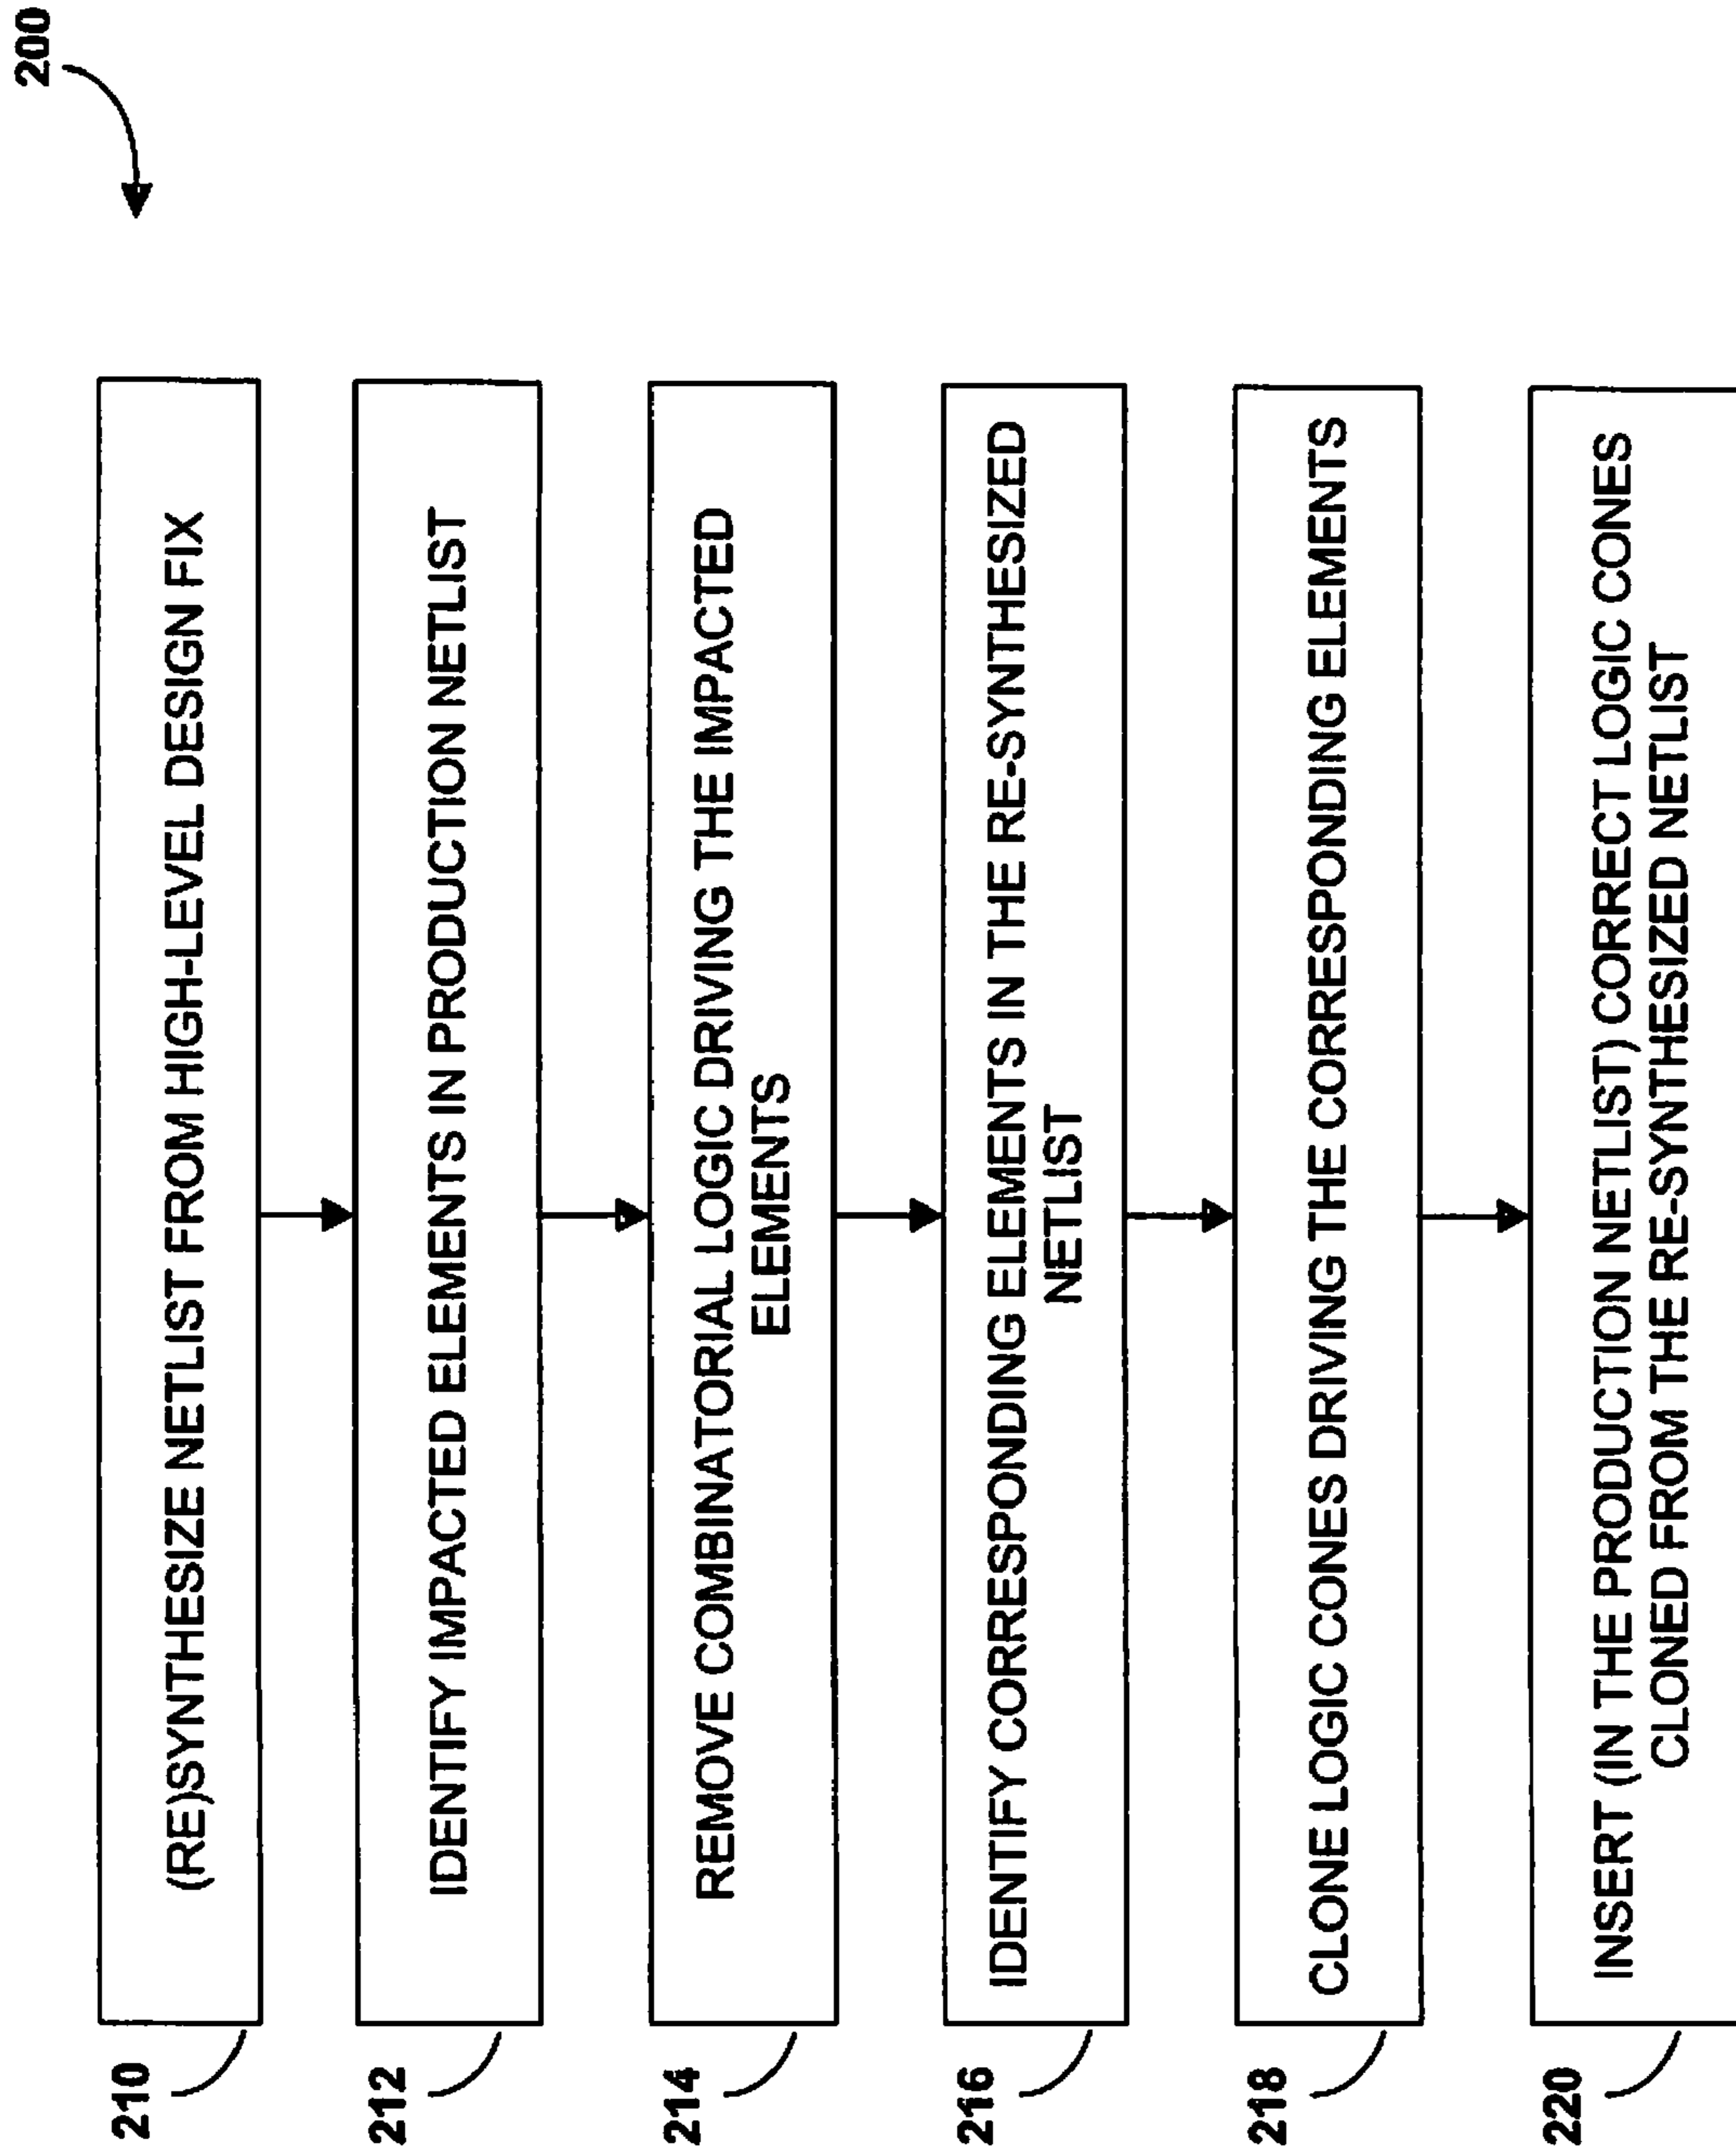 200
210
(RE)SYNTHESIZE NETLIST FROM HIGH-LEVEL DESIGN FIX
212
IDENTIFY IMPACTED ELEMENTS IN PRODUCTION NETLIST
214
REMOVE COMBINATORIAL LOGIC DRIVING THE IMPACTED
ELEMENTS
216
IDENTIFY CORRESPONDING ELEMENTS IN THE RE-SYNTHESIZED
NETLIST
218
CLONE LOGIC CONES DRIVING THE CORRESPONDING ELEMENTS
220
INSERT (IN THE PRODUCTION NETLIST) CORRECT LOGIC CONES
CLONED FROM THE RE-SYNTHESIZED NETLIST